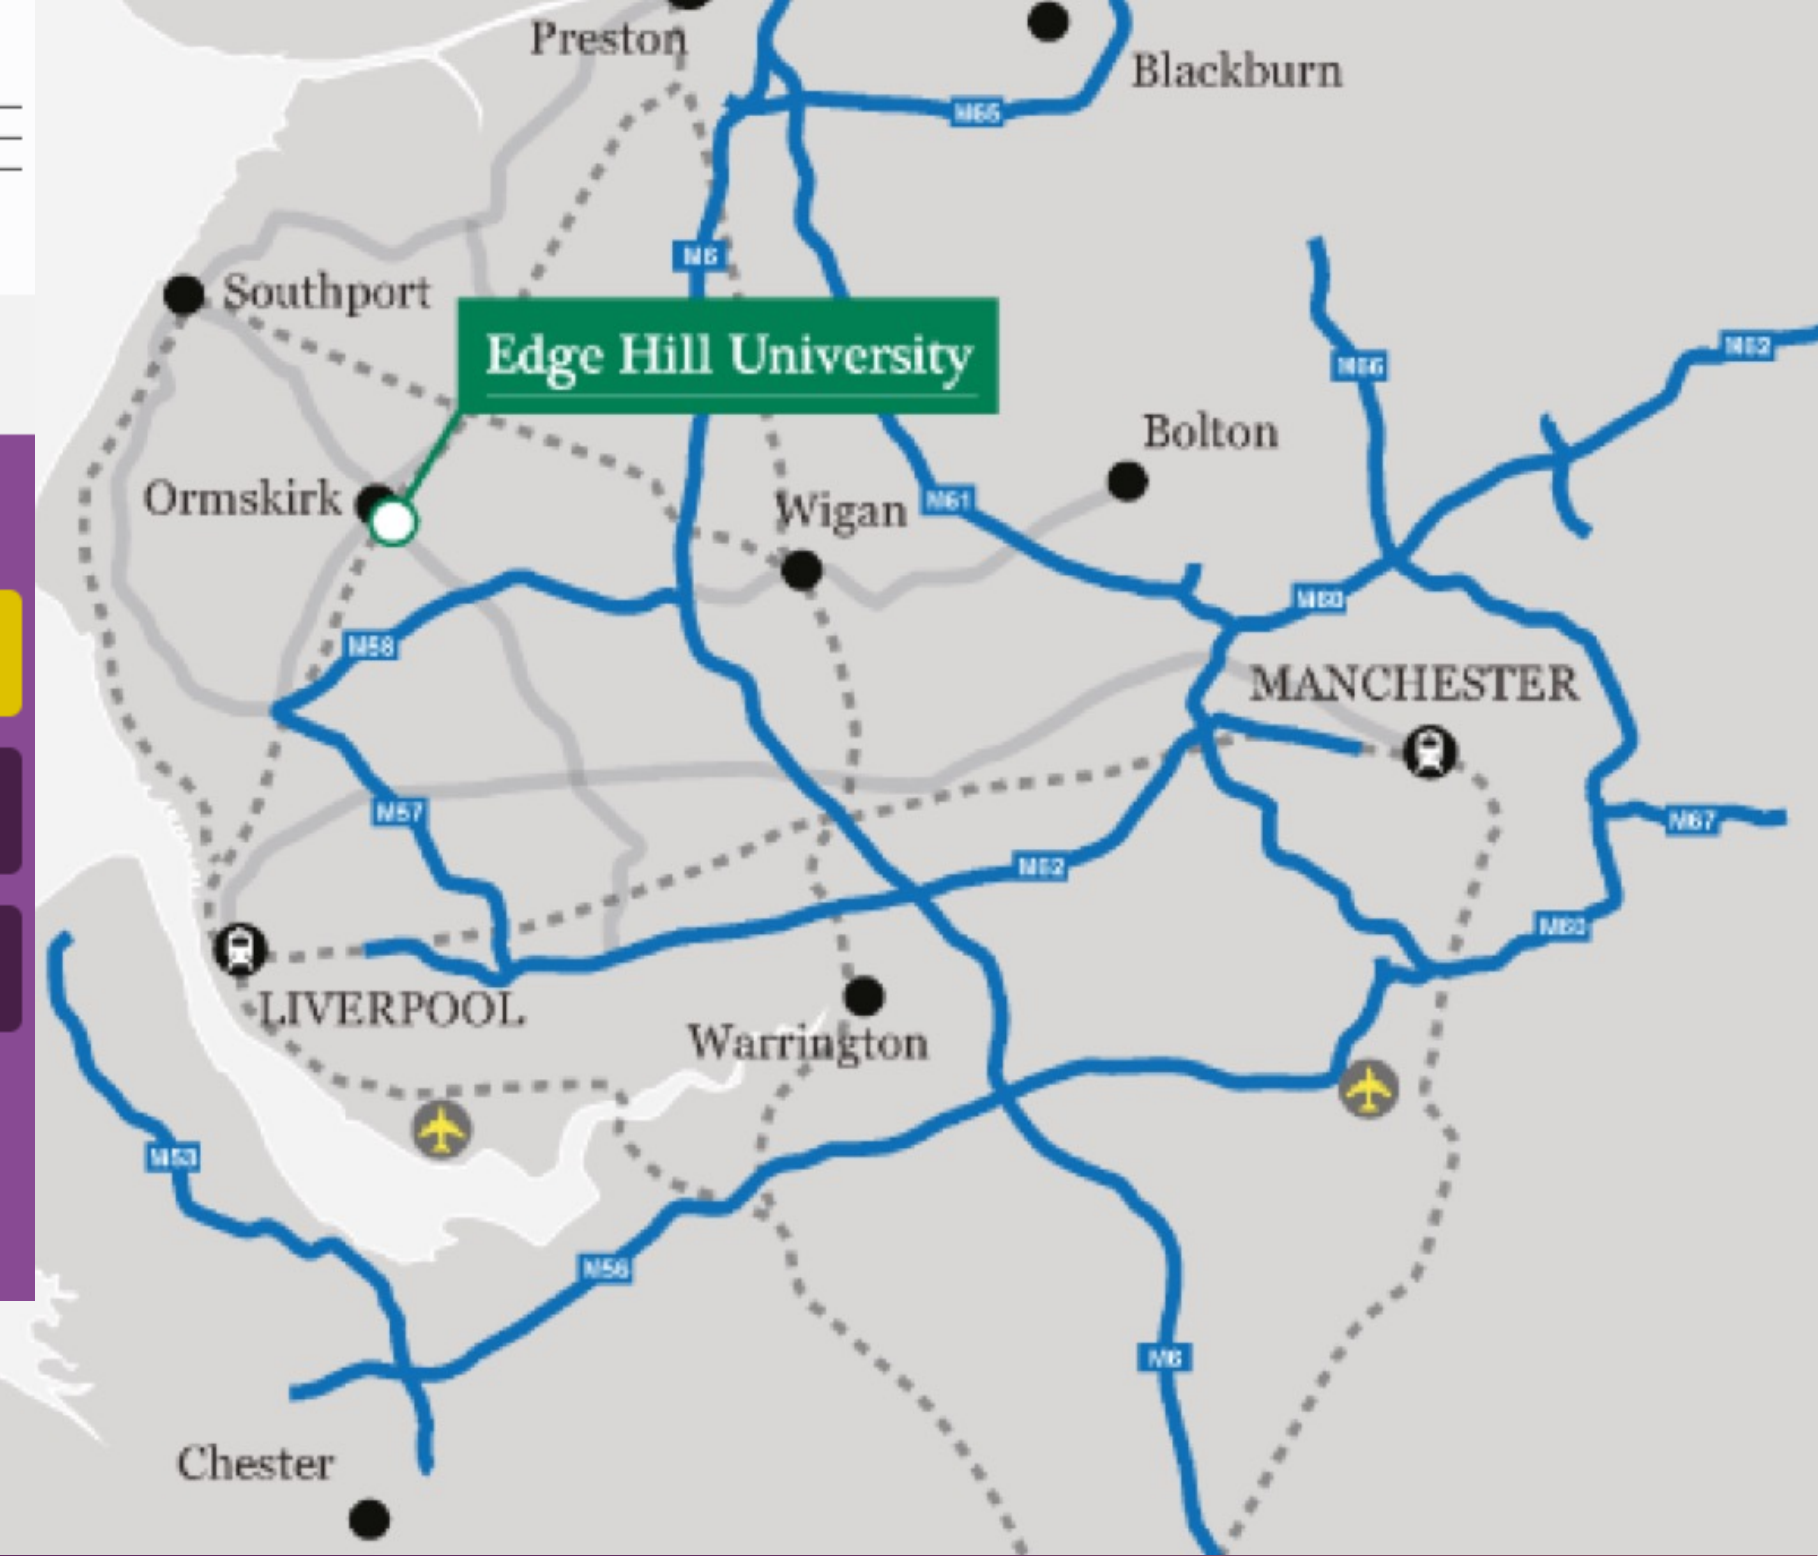 Preston
Blackburn
M65
M6
Southport
Edge Hill University
M62
M66
Bolton
Ormskirk
Wigan
M61
M60
M58
MANCHESTER
M57
M67
M62
M60
LIVERPOOL
Warrington
M53
M56
M6
Chester